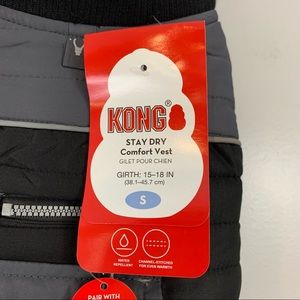 KONG®
STAY DRY
Comfort Vest
GILET POUR CHIEN
GIRTH: 15–18 IN
(38.1–45.7 cm)
S
WATER
REPELLENT
CHANNEL-STITCHED
FOR EVEN WARMTH
PAIR WITH